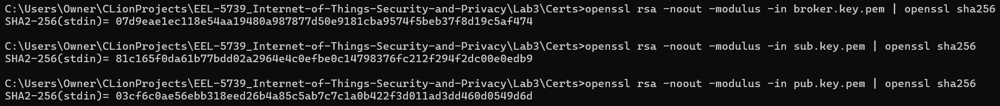 C:\Users\Owner\CLionProjects\EEL-5739_Internet-of-Things-Security-and-Privacy\Lab3\Certs>openssl rsa -noout -modulus -in broker.key.pem | openssl sha256
SHA2-256(stdin)= 07d9eae1ec118e54aa19480a987877d50e9181cba9574f5beb37f8d19c5af474
C:\Users\Owner\CLionProjects\EEL-5739_Internet-of-Things-Security-and-Privacy\Lab3\Certs>openssl rsa -noout -modulus -in sub.key.pem | openssl sha256
SHA2-256(stdin)= 81c165f0da61b77bdd02a2964e4c0efbe0c14798376fc212f294f2dc00e0edb9
C:\Users\Owner\CLionProjects\EEL-5739_Internet-of-Things-Security-and-Privacy\Lab3\Certs>openssl rsa -noout -modulus -in pub.key.pem | openssl sha256
SHA2-256(stdin)= 03cf6c0ae56ebb318eed26b4a85c5ab7c7c1a0b422f3d011ad3dd460d0549d6d